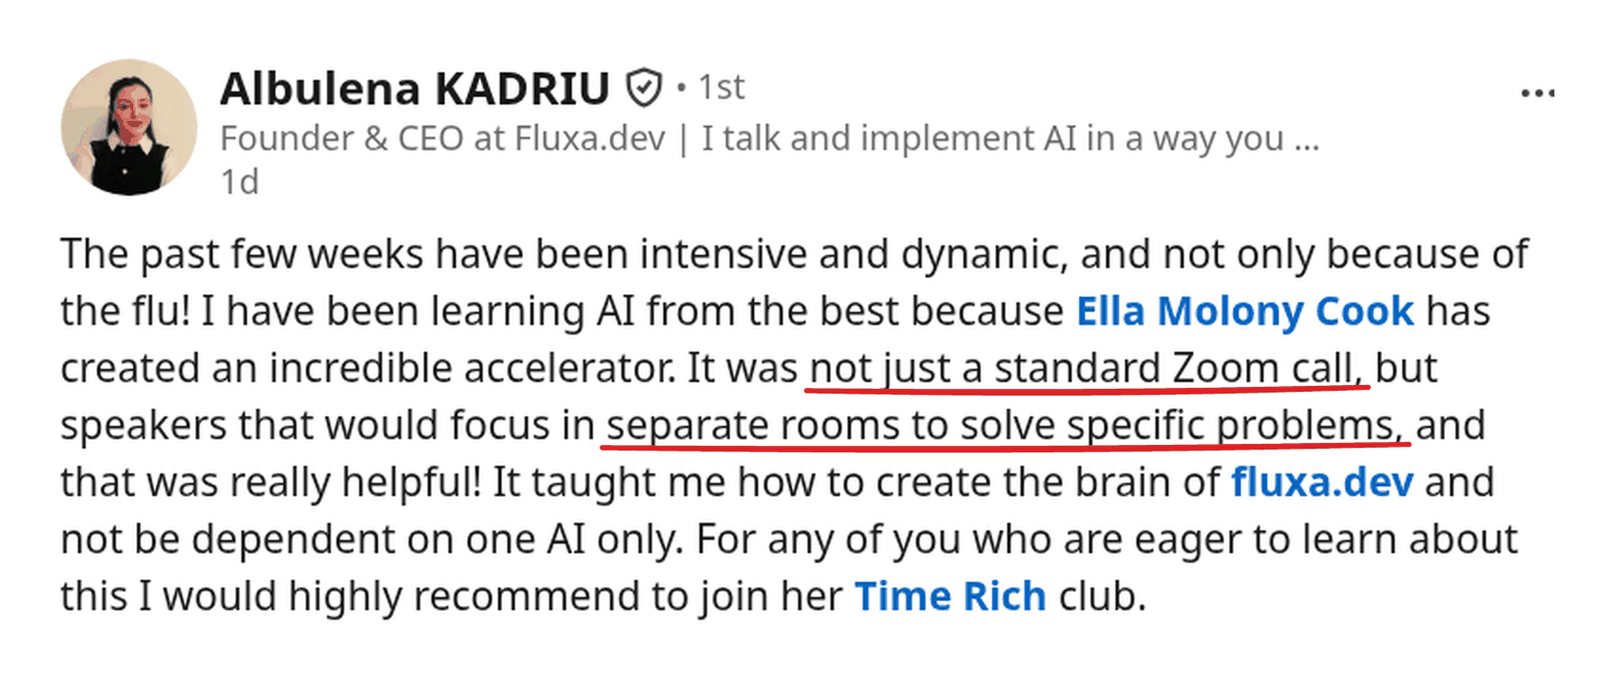 Albulena KADRIU • 1st
Founder & CEO at Fluxa.dev | I talk and implement AI in a way you ...
1d
The past few weeks have been intensive and dynamic, and not only because of
the flu! I have been learning AI from the best because Ella Molony Cook has
created an incredible accelerator. It was not just a standard Zoom call, but
speakers that would focus in separate rooms to solve specific problems, and
that was really helpful! It taught me how to create the brain of fluxa.dev and
not be dependent on one AI only. For any of you who are eager to learn about
this I would highly recommend to join her Time Rich club.